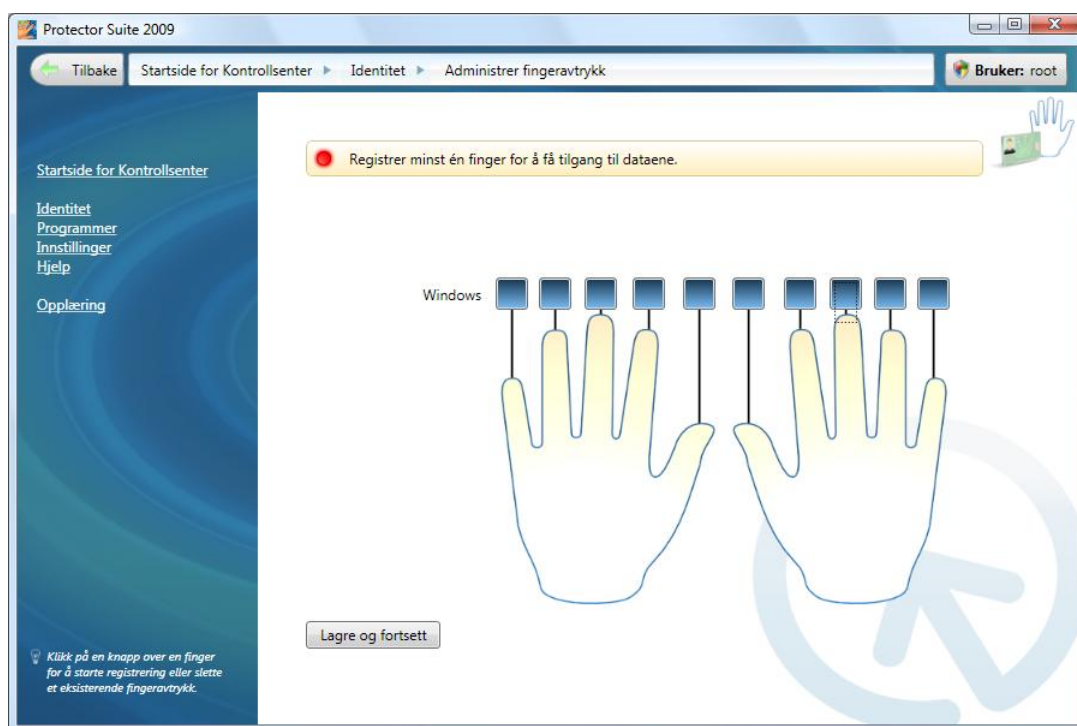 Protector Suite 2009
Tilbake
Startside for Kontrollsenter
Identitet
Administrer fingeravtrykk
Bruker: root
Startside for Kontrollsenter
Identitet
Programmer
Innstillinger
Hjelp
Opplæring
Registrer minst én finger for å få tilgang til dataene.
Windows
Lagre og fortsett
Klikk på en knapp over en finger
for å starte registrering eller slette
et eksisterende fingeravtrykk.